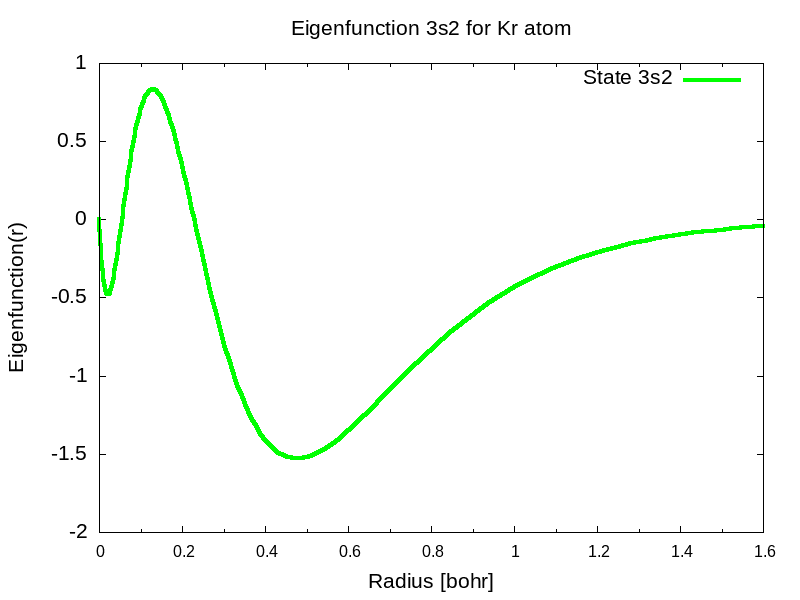 Eigenfunction 3s2 for Kr atom
State 3s2
1
0.5
0
-0.5
-1
-1.5
-2
Eigenfunction(r)
0 0.2 0.4 0.6 0.8 1 1.2 1.4 1.6
Radius [bohr]